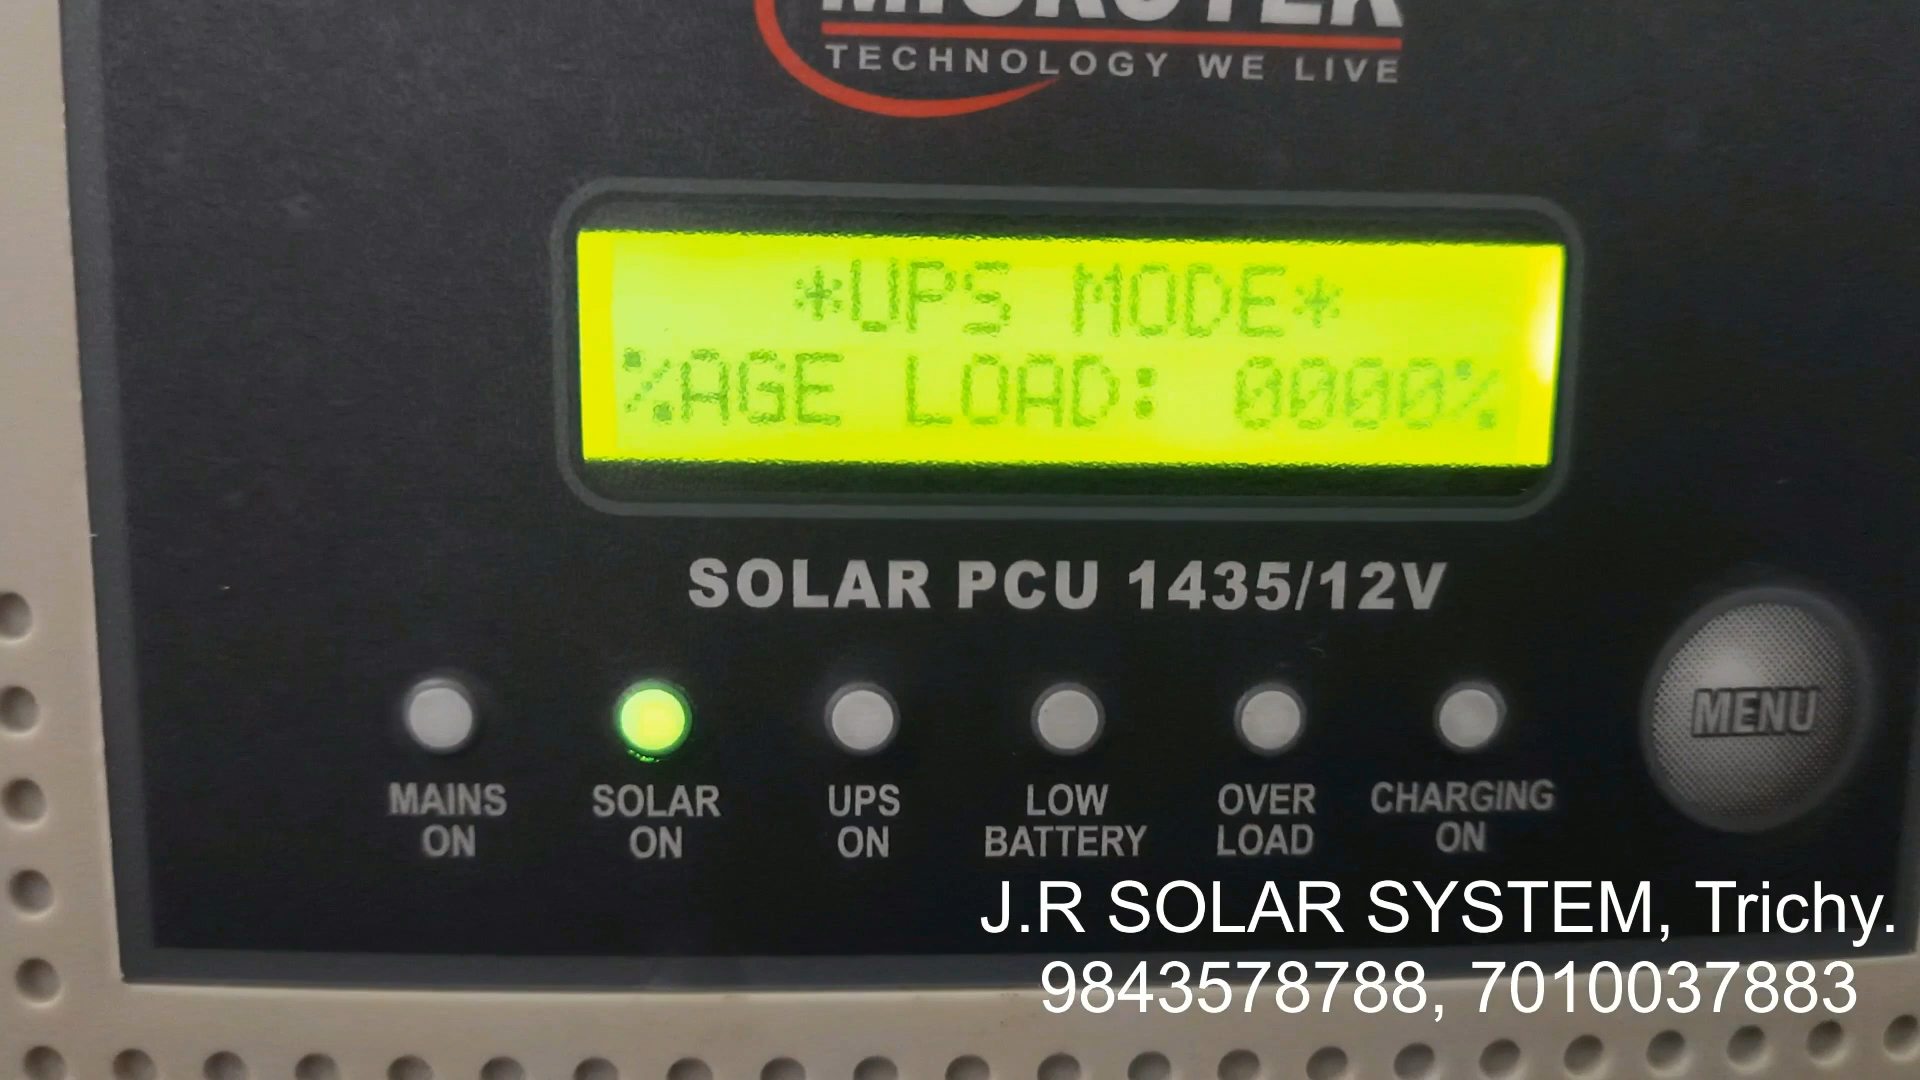 MICROTEK
TECHNOLOGY WE LIVE
*UPS MODE*
%AGE LOAD: 0000%
SOLAR PCU 1435/12V
MAINS ON
SOLAR ON
UPS ON
LOW BATTERY
OVER LOAD
CHARGING ON
MENU
J.R SOLAR SYSTEM, Trichy.
9843578788, 7010037883